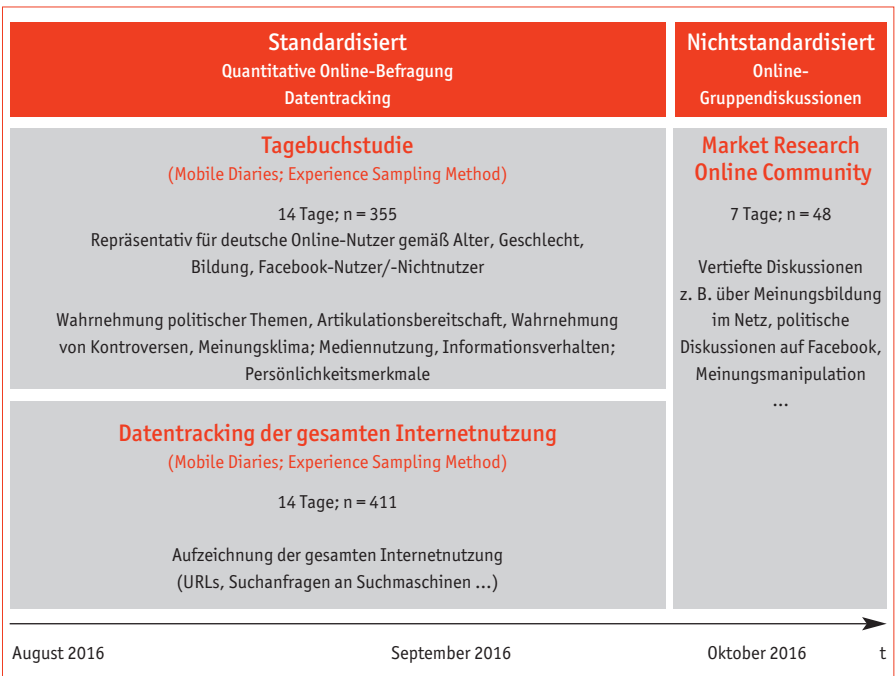 Standardisiert
Quantitative Online-Befragung
Datentracking
Nichtstandardisiert
Online-
Gruppendiskussionen
Tagebuchstudie
(Mobile Diaries; Experience Sampling Method)
14 Tage; n = 355
Repräsentativ für deutsche Online-Nutzer gemäß Alter, Geschlecht,
Bildung, Facebook-Nutzer/-Nichtnutzer
Wahrnehmung politischer Themen, Artikulationsbereitschaft, Wahrnehmung
von Kontroversen, Meinungsklima; Mediennutzung, Informationsverhalten;
Persönlichkeitsmerkmale
Datentracking der gesamten Internetnutzung
(Mobile Diaries; Experience Sampling Method)
14 Tage; n = 411
Aufzeichnung der gesamten Internetnutzung
(URLs, Suchanfragen an Suchmaschinen ...)
Market Research
Online Community
7 Tage; n = 48
Vertiefte Diskussionen
z. B. über Meinungsbildung
im Netz, politische
Diskussionen auf Facebook,
Meinungsmanipulation
...
August 2016 September 2016 Oktober 2016 t